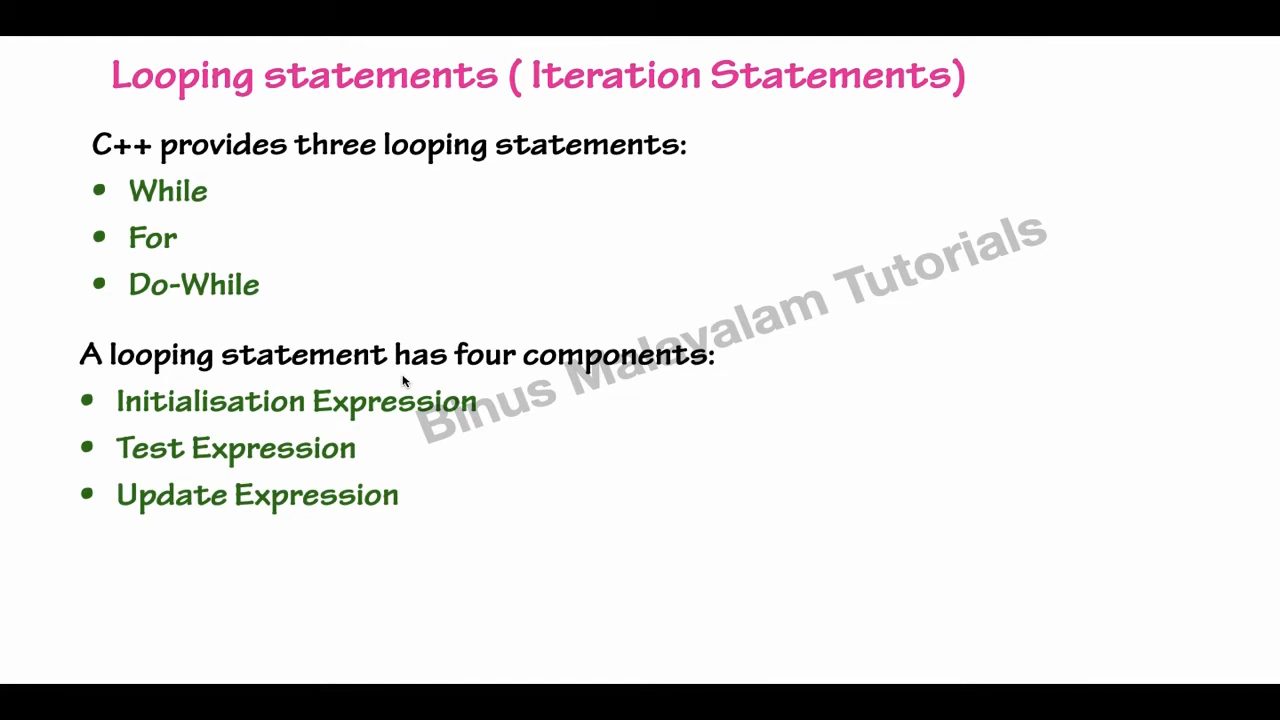 Looping statements ( Iteration Statements)
C++ provides three looping statements:
• While
• For
• Do-While
A looping statement has four components:
• Initialisation Expression
• Test Expression
• Update Expression
Binus Malayalam Tutorials